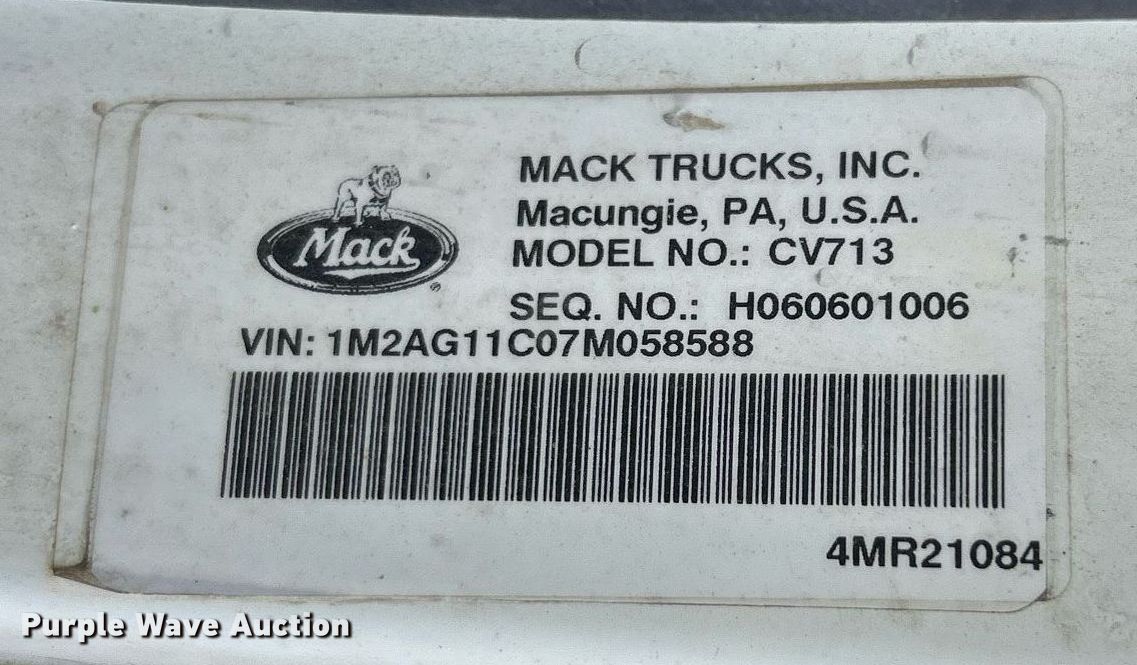 MACK TRUCKS, INC.
Macungie, PA, U.S.A.
Mack
®
MODEL NO.: CV713
SEQ. NO.: H060601006
VIN: 1M2AG11C07M058588
4MR21084
Purple Wave Auction